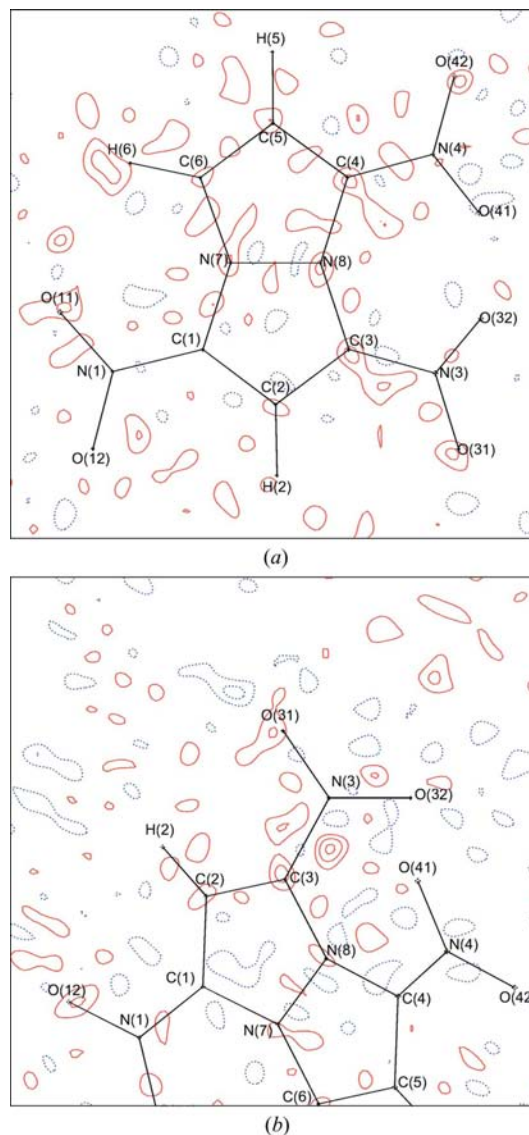 H(5)
O(42)
H(6)
C(5)
N(4)
C(6)
C(4)
O(41)
N(7)
N(8)
O(11)
O(32)
C(1)
C(3)
N(1)
N(3)
C(2)
O(12)
O(31)
H(2)
(a)
O(31)
N(3)
O(32)
H(2)
O(41)
C(2)
C(3)
N(8)
N(4)
C(1)
O(12)
O(42
C(4)
N(1)
N(7)
C(5)
C(6)
(b)